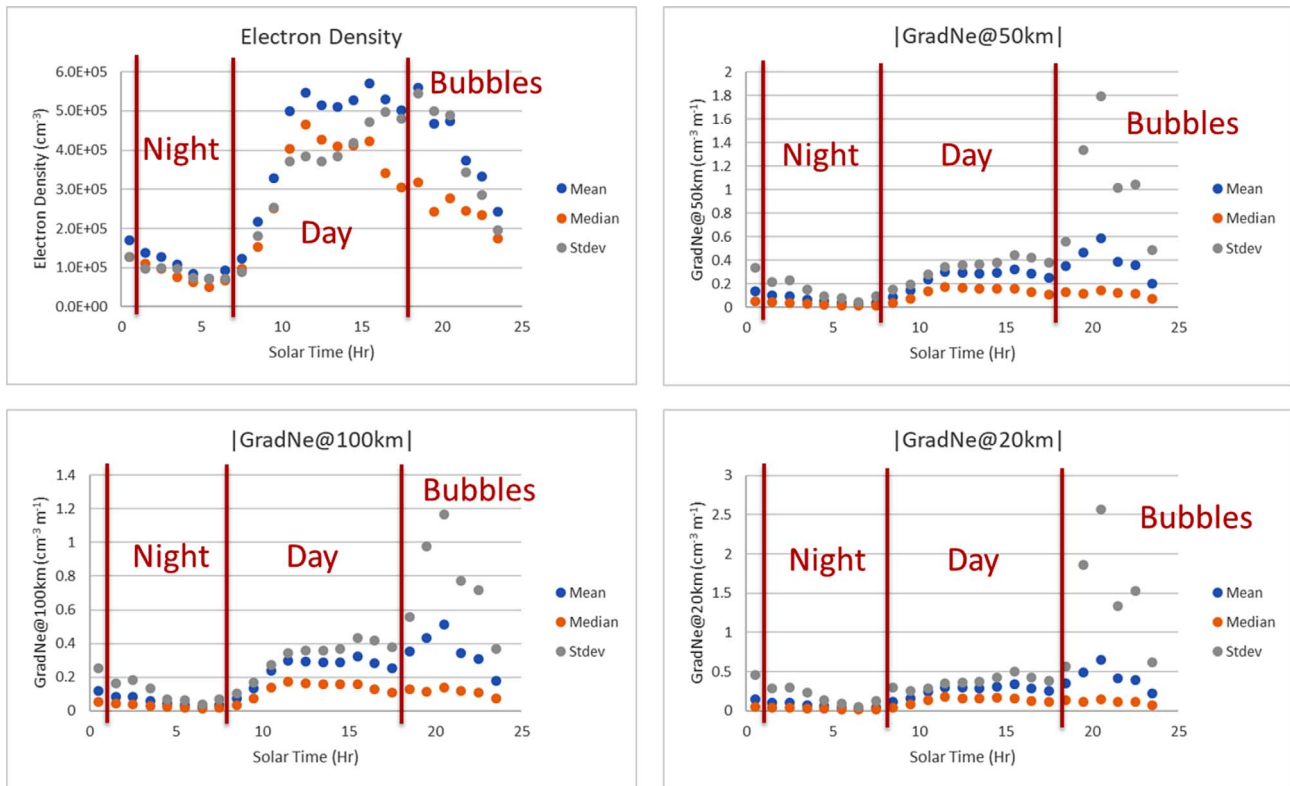 Electron Density
Electron Density (cm-3)
6.0E+05
5.0E+05
4.0E+05
3.0E+05
2.0E+05
1.0E+05
0.0E+00
Night
Day
Bubbles
Mean
Median
Stdev
0 5 10 15 20 25
Solar Time (Hr)
|GradNe@50km|
GradNe@50km (cm-3 m-1)
2
1.8
1.6
1.4
1.2
1
0.8
0.6
0.4
0.2
0
Night
Day
Bubbles
Mean
Median
Stdev
0 5 10 15 20 25
Solar Time (Hr)
|GradNe@100km|
GradNe@100km (cm-3 m-1)
1.4
1.2
1
0.8
0.6
0.4
0.2
0
Night
Day
Bubbles
Mean
Median
Stdev
0 5 10 15 20 25
Solar Time (Hr)
|GradNe@20km|
GradNe@20km (cm-3 m-1)
3
2.5
2
1.5
1
0.5
0
Night
Day
Bubbles
Mean
Median
Stdev
0 5 10 15 20 25
Solar Time (Hr)